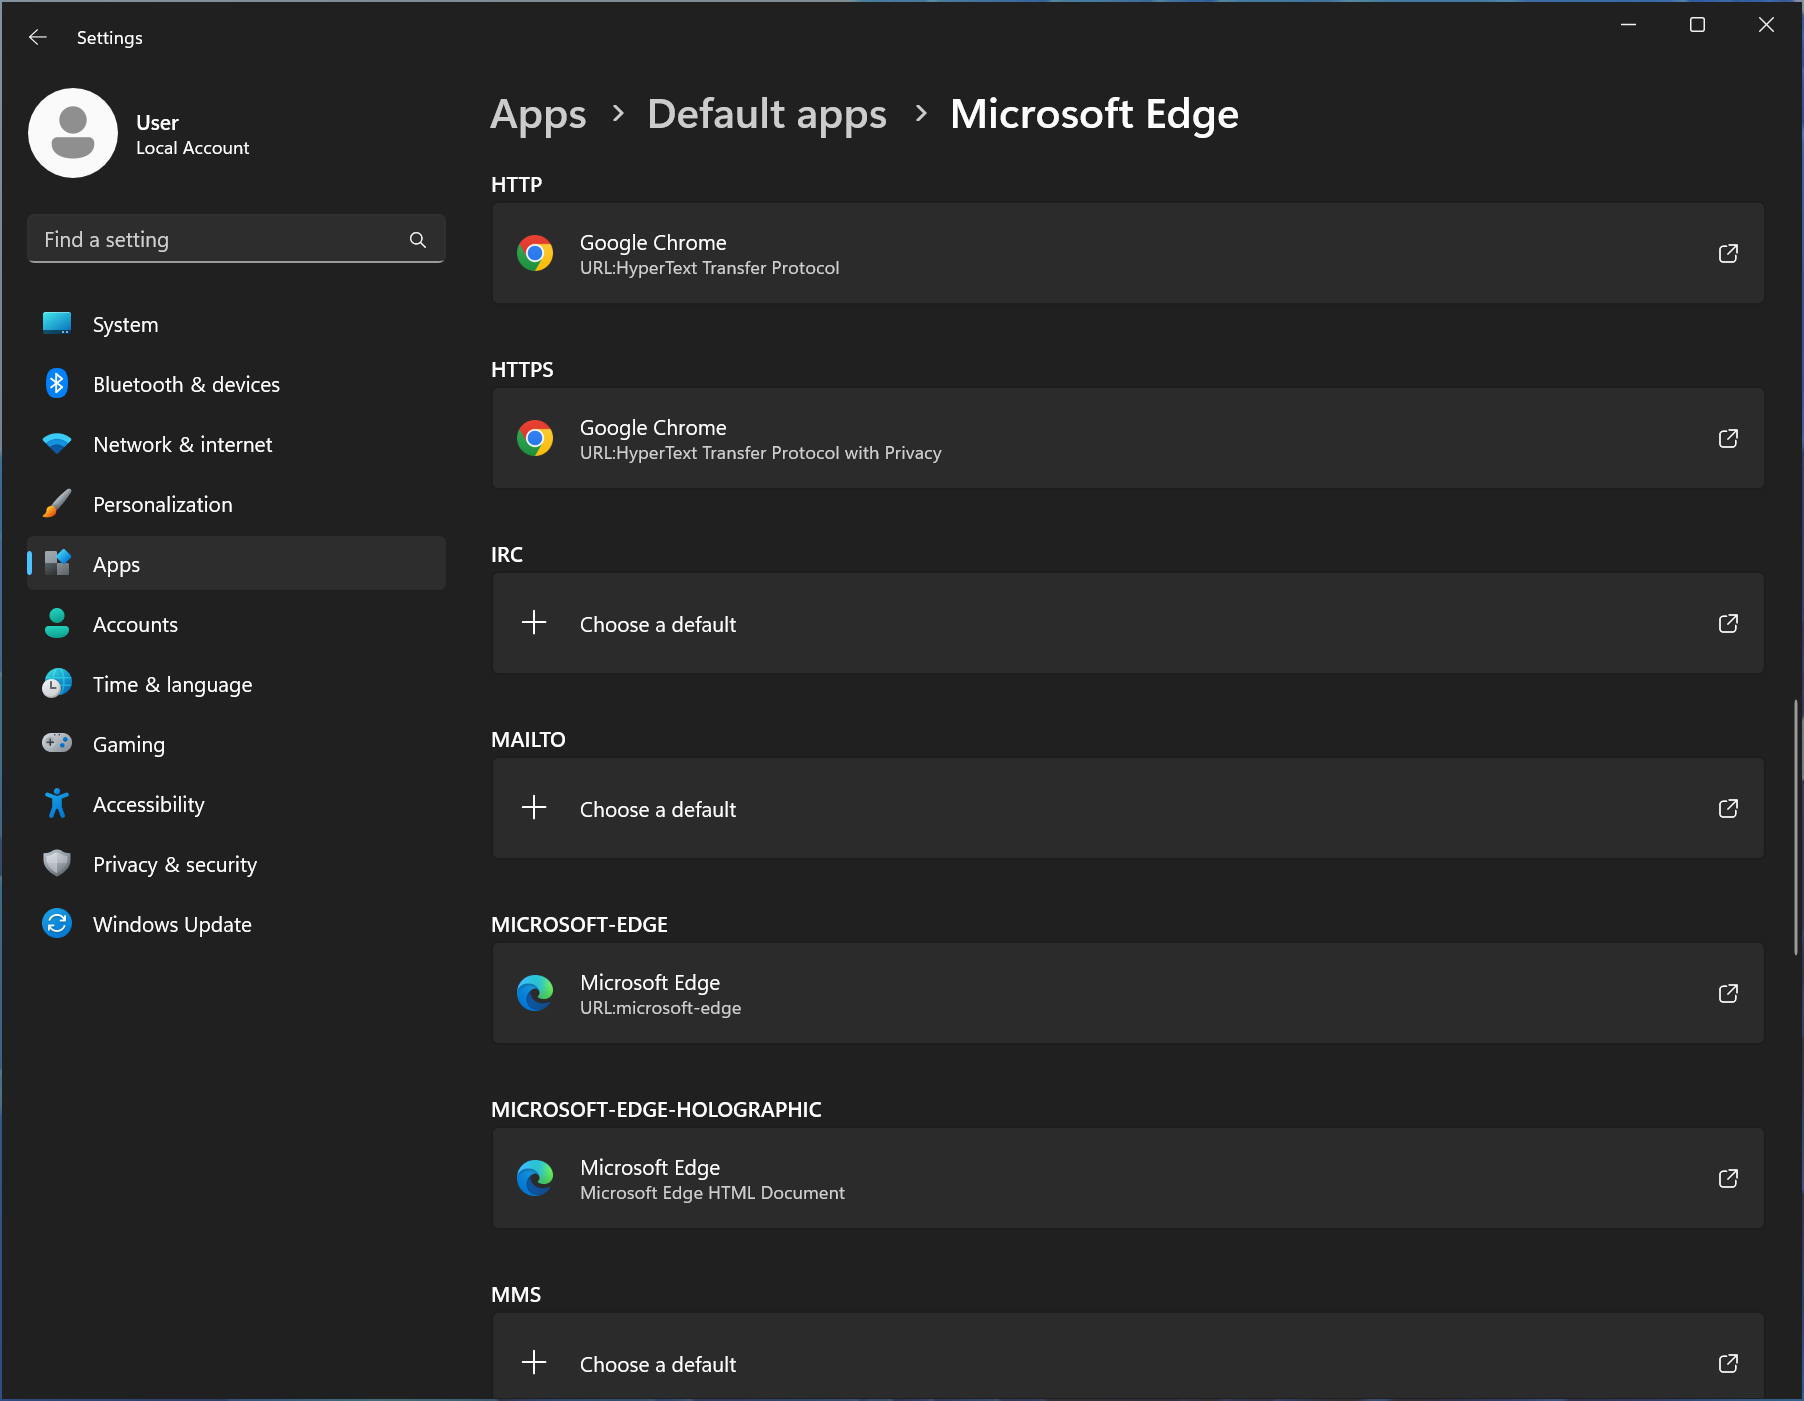 Settings
User
Local Account
Find a setting
System
Bluetooth & devices
Network & internet
Personalization
Apps
Accounts
Time & language
Gaming
Accessibility
Privacy & security
Windows Update
Apps > Default apps > Microsoft Edge
HTTP
Google Chrome
URL:HyperText Transfer Protocol
HTTPS
Google Chrome
URL:HyperText Transfer Protocol with Privacy
IRC
Choose a default
MAILTO
Choose a default
MICROSOFT-EDGE
Microsoft Edge
URL:microsoft-edge
MICROSOFT-EDGE-HOLOGRAPHIC
Microsoft Edge
Microsoft Edge HTML Document
MMS
Choose a default